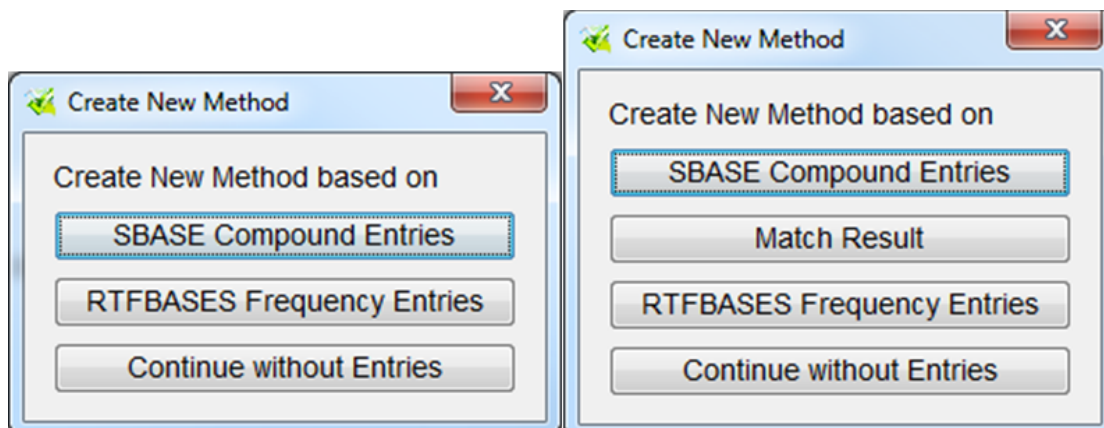 Create New Method
Create New Method based on
SBASE Compound Entries
RTFBASES Frequency Entries
Continue without Entries
Create New Method
Create New Method based on
SBASE Compound Entries
Match Result
RTFBASES Frequency Entries
Continue without Entries